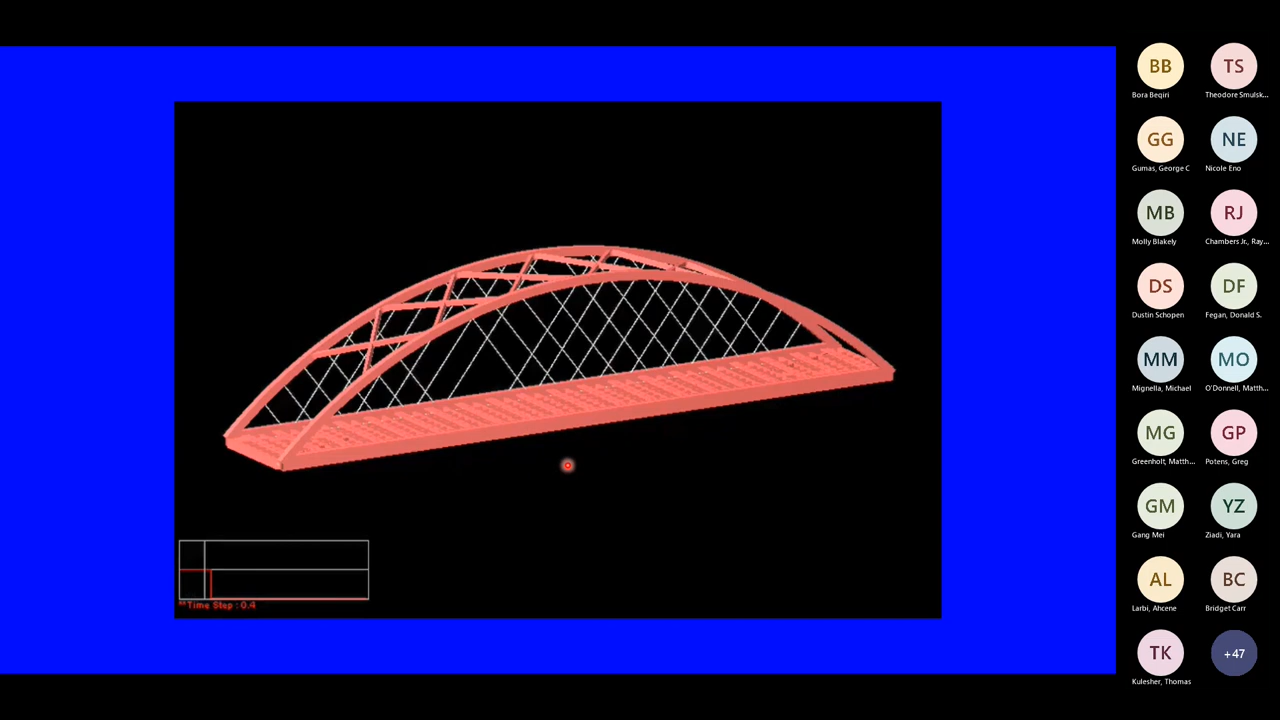 BB
TS
Bora Beqiri
Theodore Smulsk...
GG
NE
Gumas, George C
Nicole Eno
MB
RJ
Molly Blakely
Chambers Jr., Ray...
DS
DF
Dustin Schopen
Fegan, Donald S.
MM
MO
Mignella, Michael
O'Donnell, Matth...
MG
GP
Greenholt, Matth...
Potens, Greg
GM
YZ
Gang Mei
Ziadi, Yara
AL
BC
Larbi, Ahcene
Bridget Carr
TK
+47
Kulesher, Thomas
Time Step : 0.4